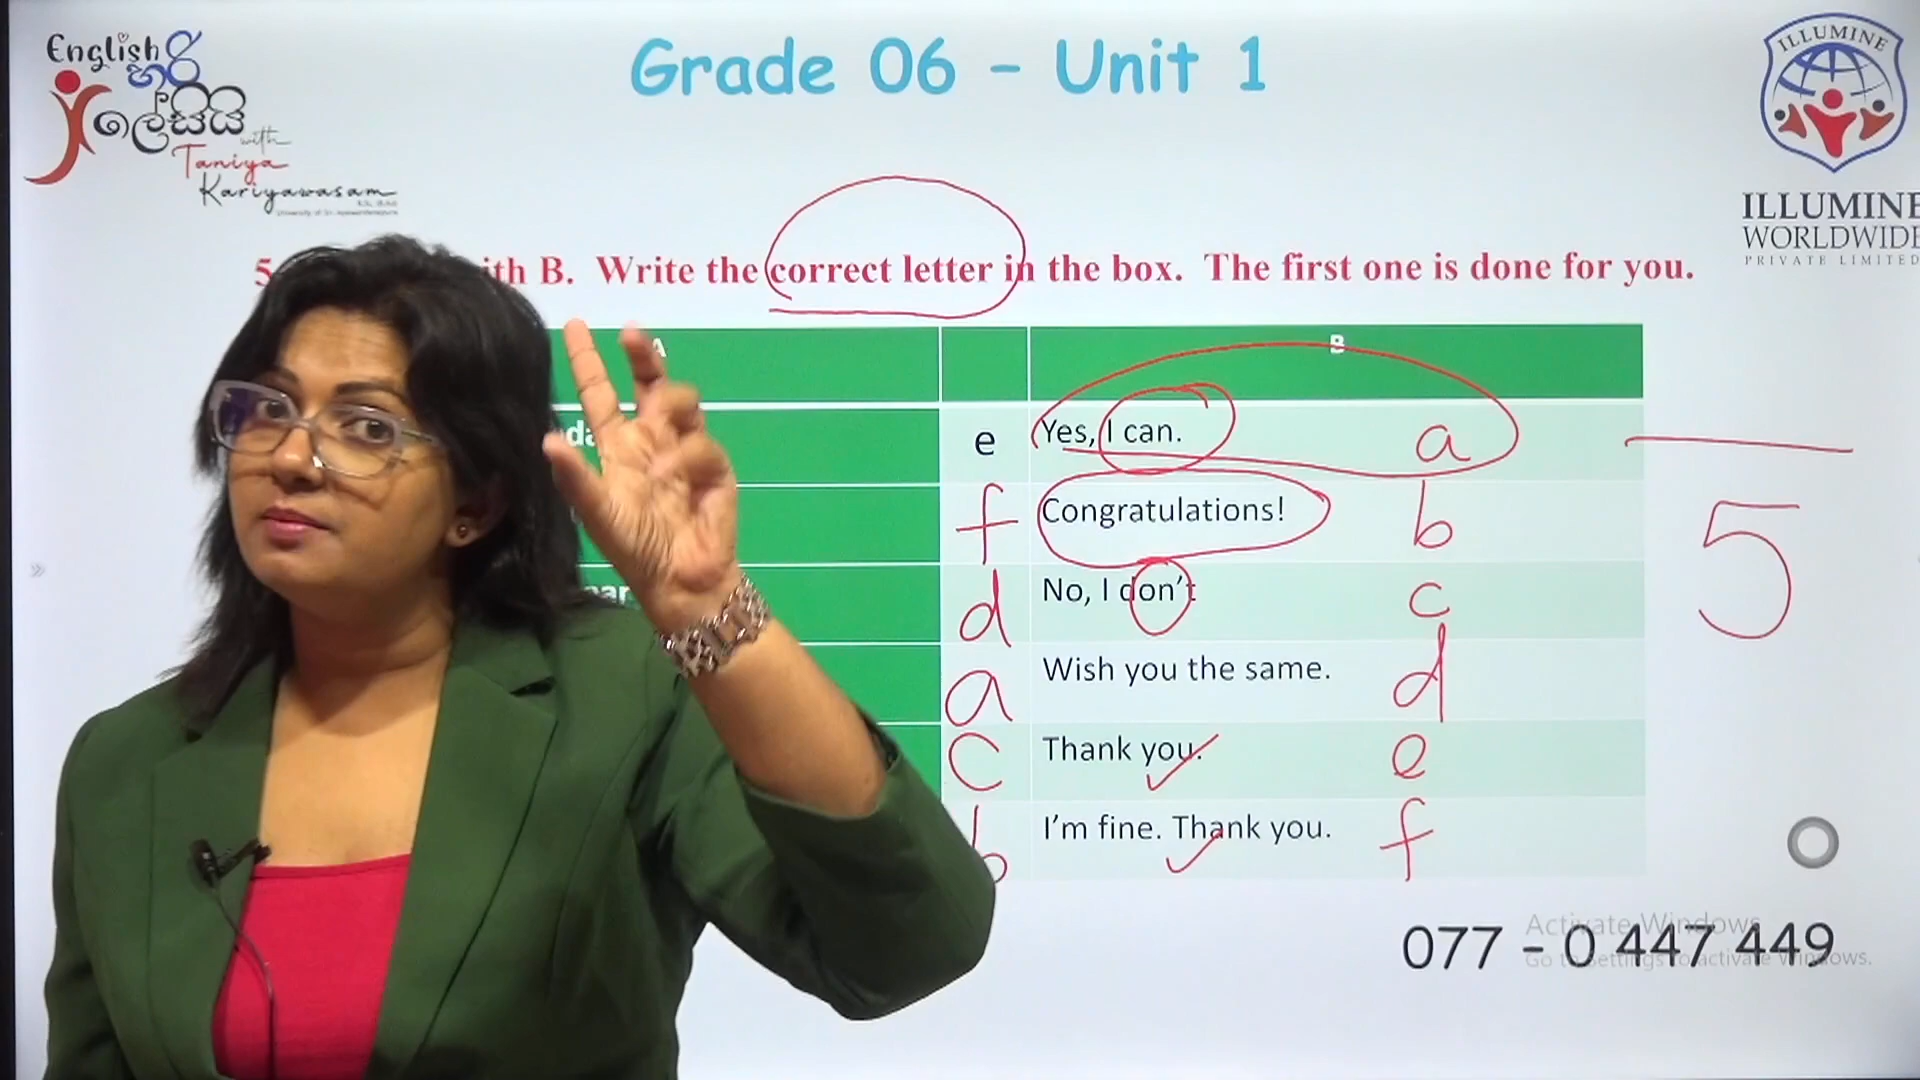 English හරි
ලේසියි
with
Taniya
Kariyawasam
Grade 06 - Unit 1
ILLUMINE
ILLUMINE
WORLDWIDE
PRIVATE LIMITED
5 ith B. Write the correct letter in the box. The first one is done for you.
A B
e Yes, I can. a
f Congratulations! b
d No, I don't c
a Wish you the same. d
c Thank you. e
b I'm fine. Thank you. f
5
077 - 0 447 449
Activate Windows
Go to Settings to activate Windows.